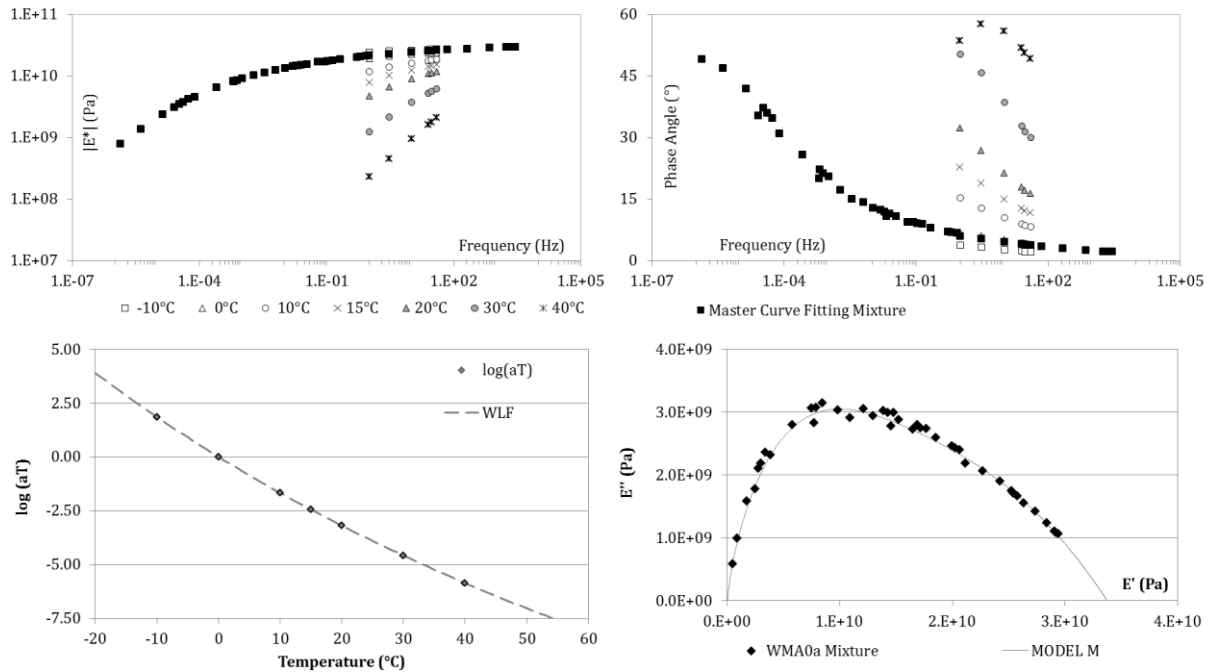 1.E+11
1.E+10
1.E+09
1.E+08
1.E+07
|E*| (Pa)
Frequency (Hz)
1.E-07 1.E-04 1.E-01 1.E+02 1.E+05
-10°C 0°C 10°C 15°C 20°C 30°C 40°C
60
45
30
15
0
Phase Angle (°)
Frequency (Hz)
1.E-07 1.E-04 1.E-01 1.E+02 1.E+05
Master Curve Fitting Mixture
5.00
2.50
0.00
-2.50
-5.00
-7.50
log (aT)
log(aT)
WLF
-20 -10 0 10 20 30 40 50 60
Temperature (°C)
4.0E+09
3.0E+09
2.0E+09
1.0E+09
0.0E+00
E'' (Pa)
E' (Pa)
0.E+00 1.E+10 2.E+10 3.E+10 4.E+10
WMA0a Mixture MODEL M